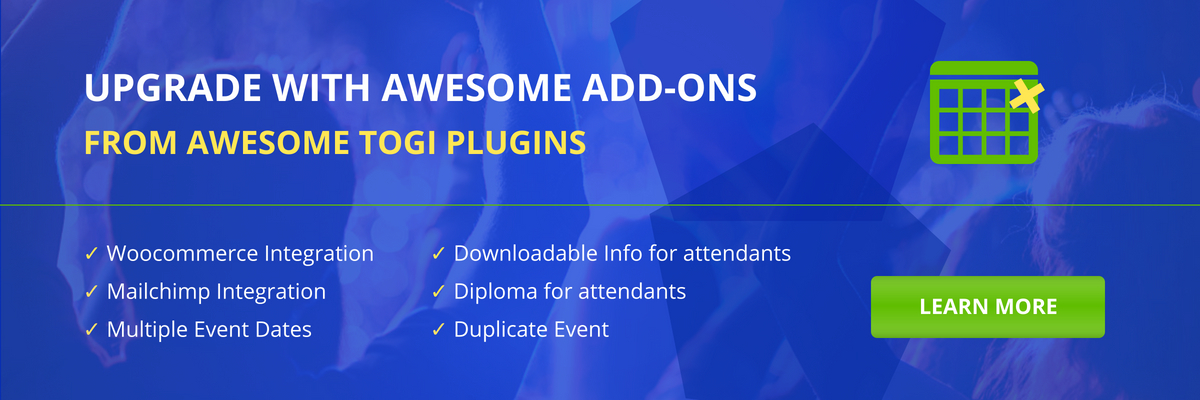 UPGRADE WITH AWESOME ADD-ONS
FROM AWESOME TOGI PLUGINS
✓ Woocommerce Integration
✓ Mailchimp Integration
✓ Multiple Event Dates
✓ Downloadable Info for attendants
✓ Diploma for attendants
✓ Duplicate Event
LEARN MORE